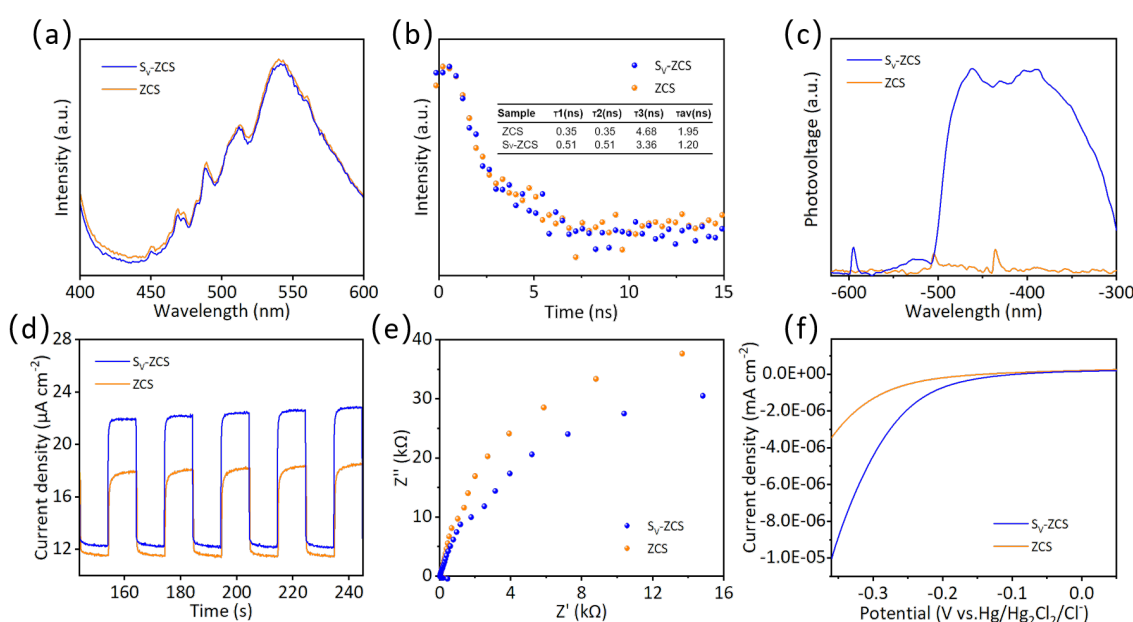 (a)
S_V-ZCS
ZCS
Intensity (a.u.)
400 450 500 550 600
Wavelength (nm)
(b)
S_V-ZCS
ZCS
Sample τ1(ns) τ2(ns) τ3(ns) τav(ns)
ZCS 0.35 0.35 4.68 1.95
Sv-ZCS 0.51 0.51 3.36 1.20
Intensity (a.u.)
0 5 10 15
Time (ns)
(c)
S_V-ZCS
ZCS
Photovoltage (a.u.)
-600 -500 -400 -300
Wavelength (nm)
(d)
28
24
20
16
12
S_V-ZCS
ZCS
Current density (μA cm⁻²)
160 180 200 220 240
Time (s)
(e)
40
30
20
10
0
Z'' (kΩ)
S_V-ZCS
ZCS
0 4 8 12 16
Z' (kΩ)
(f)
0.0E+00
-2.0E-06
-4.0E-06
-6.0E-06
-8.0E-06
-1.0E-05
Current density (mA cm⁻²)
S_V-ZCS
ZCS
-0.3 -0.2 -0.1 0.0
Potential (V vs.Hg/Hg₂Cl₂/Cl⁻)